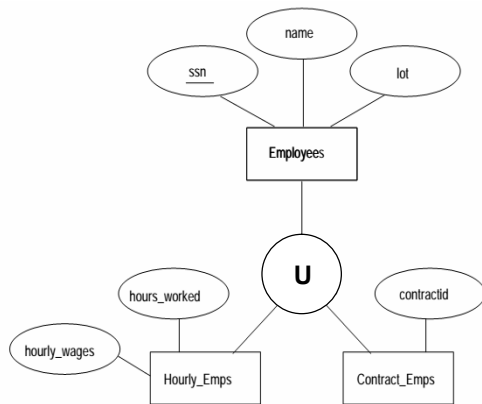 name
ssn
lot
Employees
U
hours_worked
contractid
hourly_wages
Hourly_Emps
Contract_Emps